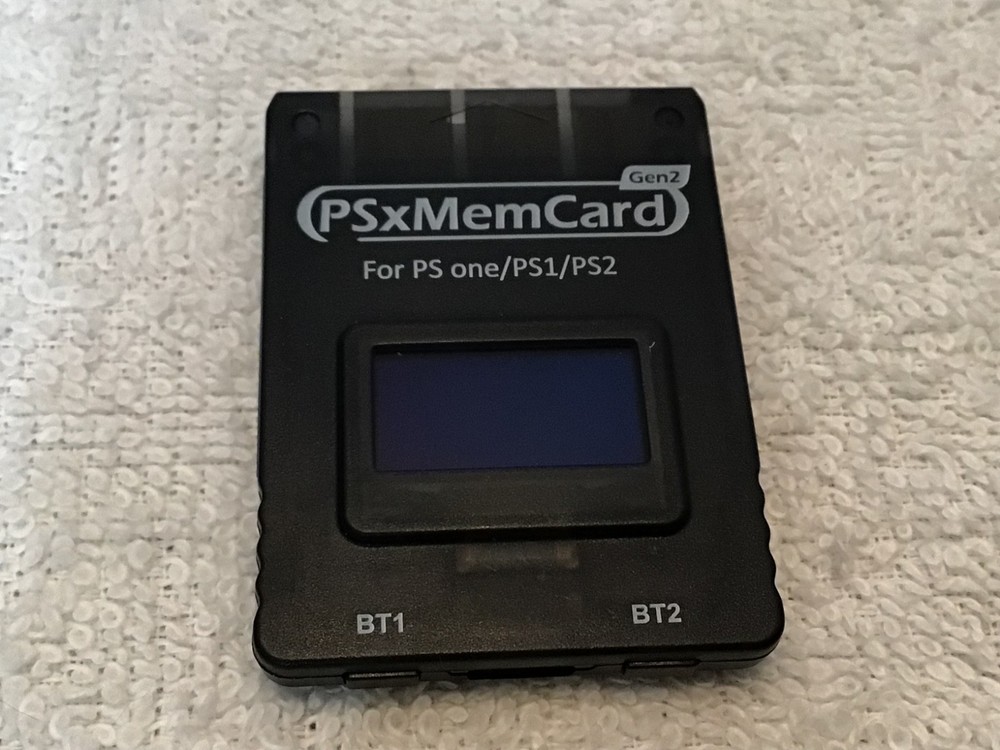 Gen2
PSxMemCard
For PS one/PS1/PS2
BT1 BT2